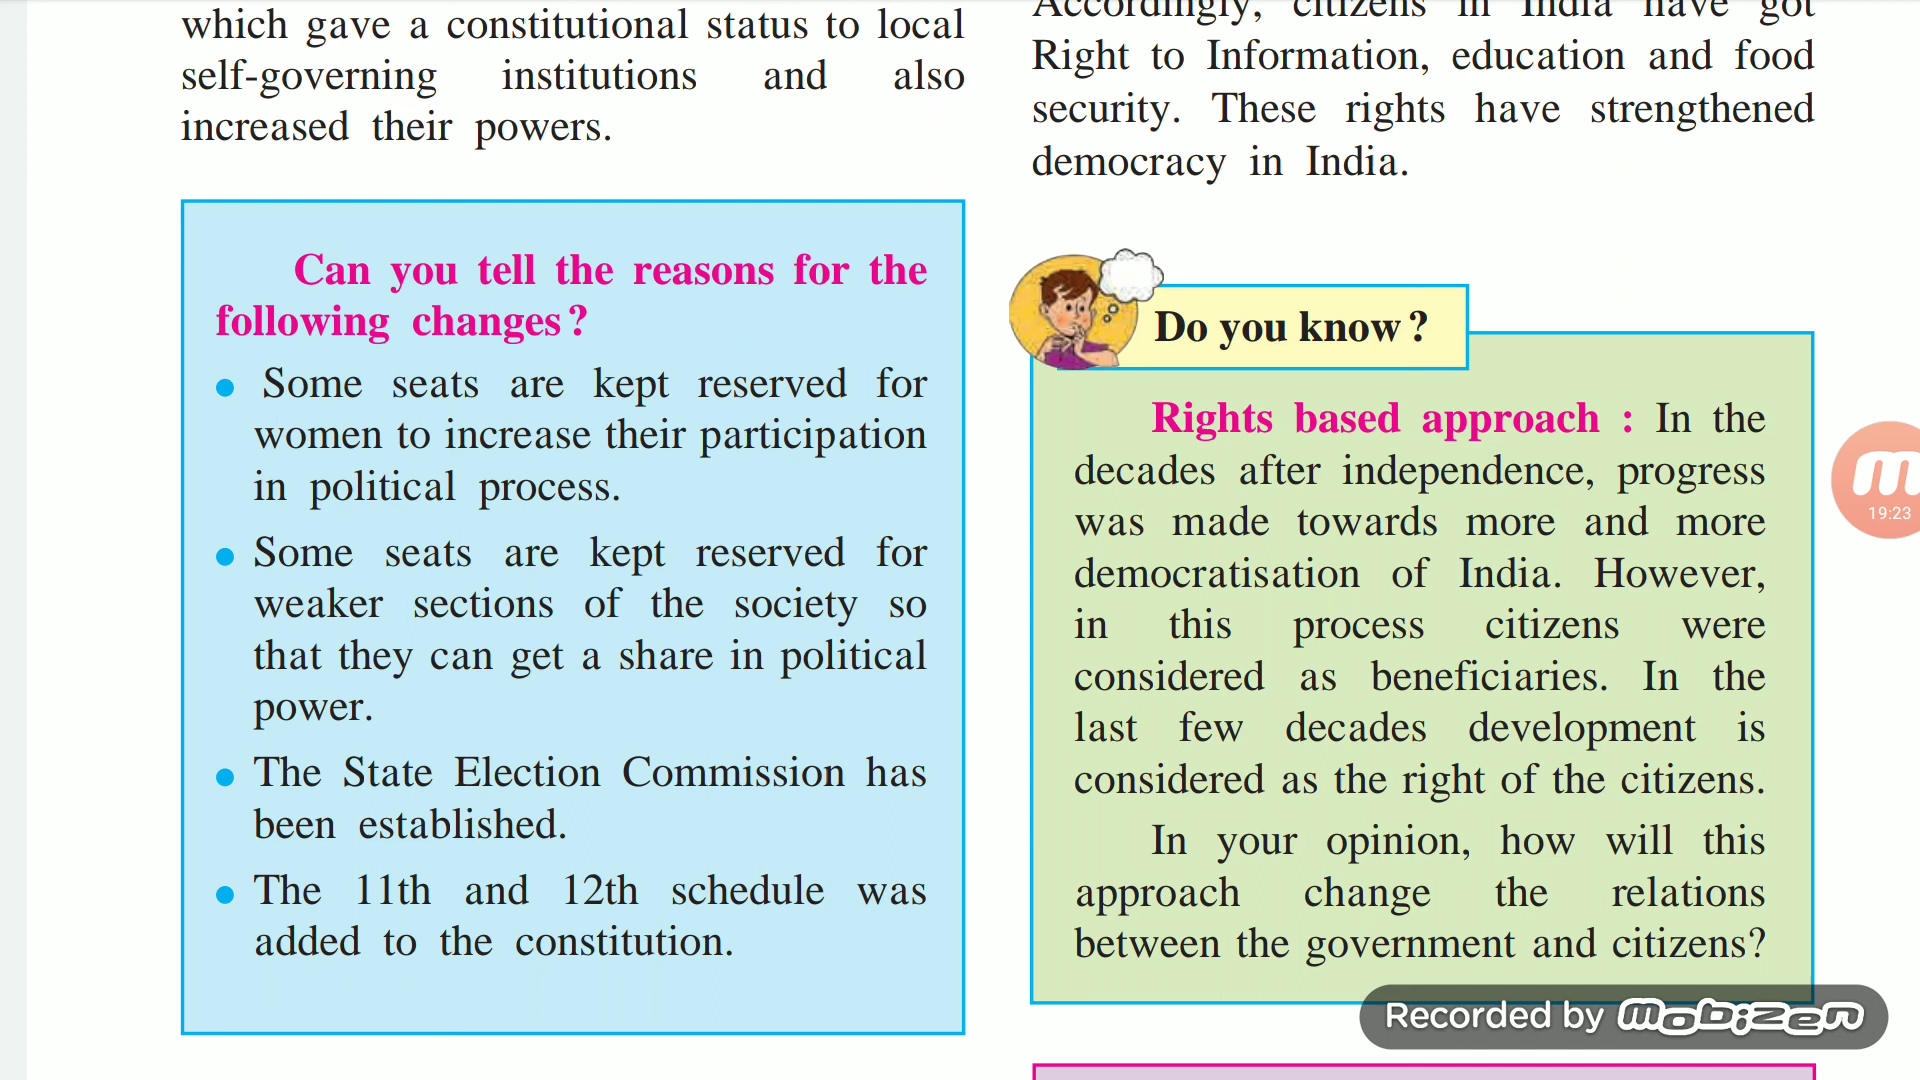 which gave a constitutional status to local
self-governing institutions and also
increased their powers.
Can you tell the reasons for the
following changes?
• Some seats are kept reserved for
women to increase their participation
in political process.
• Some seats are kept reserved for
weaker sections of the society so
that they can get a share in political
power.
• The State Election Commission has
been established.
• The 11th and 12th schedule was
added to the constitution.
Accordingly, citizens in India have got
Right to Information, education and food
security. These rights have strengthened
democracy in India.
Do you know?
Rights based approach : In the
decades after independence, progress
was made towards more and more
democratisation of India. However,
in this process citizens were
considered as beneficiaries. In the
last few decades development is
considered as the right of the citizens.
In your opinion, how will this
approach change the relations
between the government and citizens?
m
19:23
Recorded by mobizen